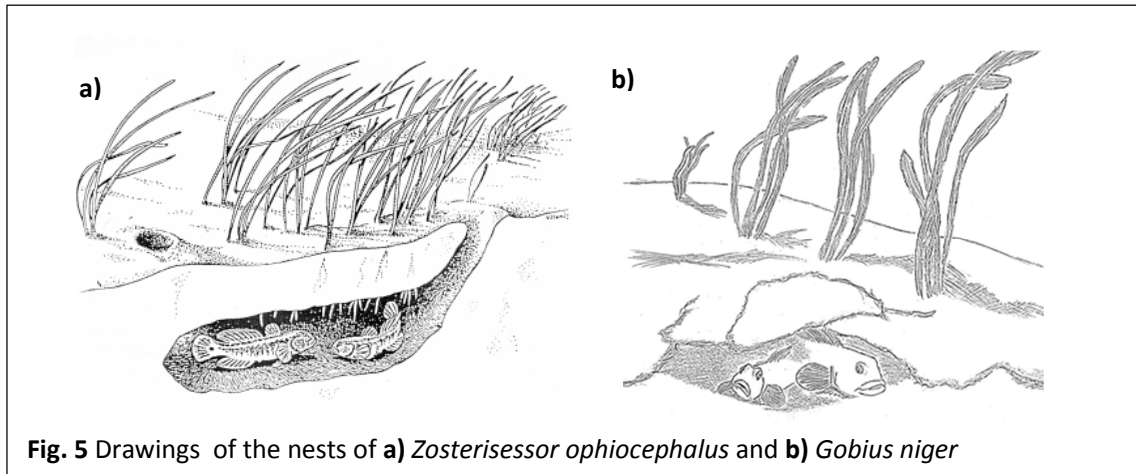 a)
b)
Fig. 5 Drawings of the nests of a) Zosterisessor ophiocephalus and b) Gobius niger